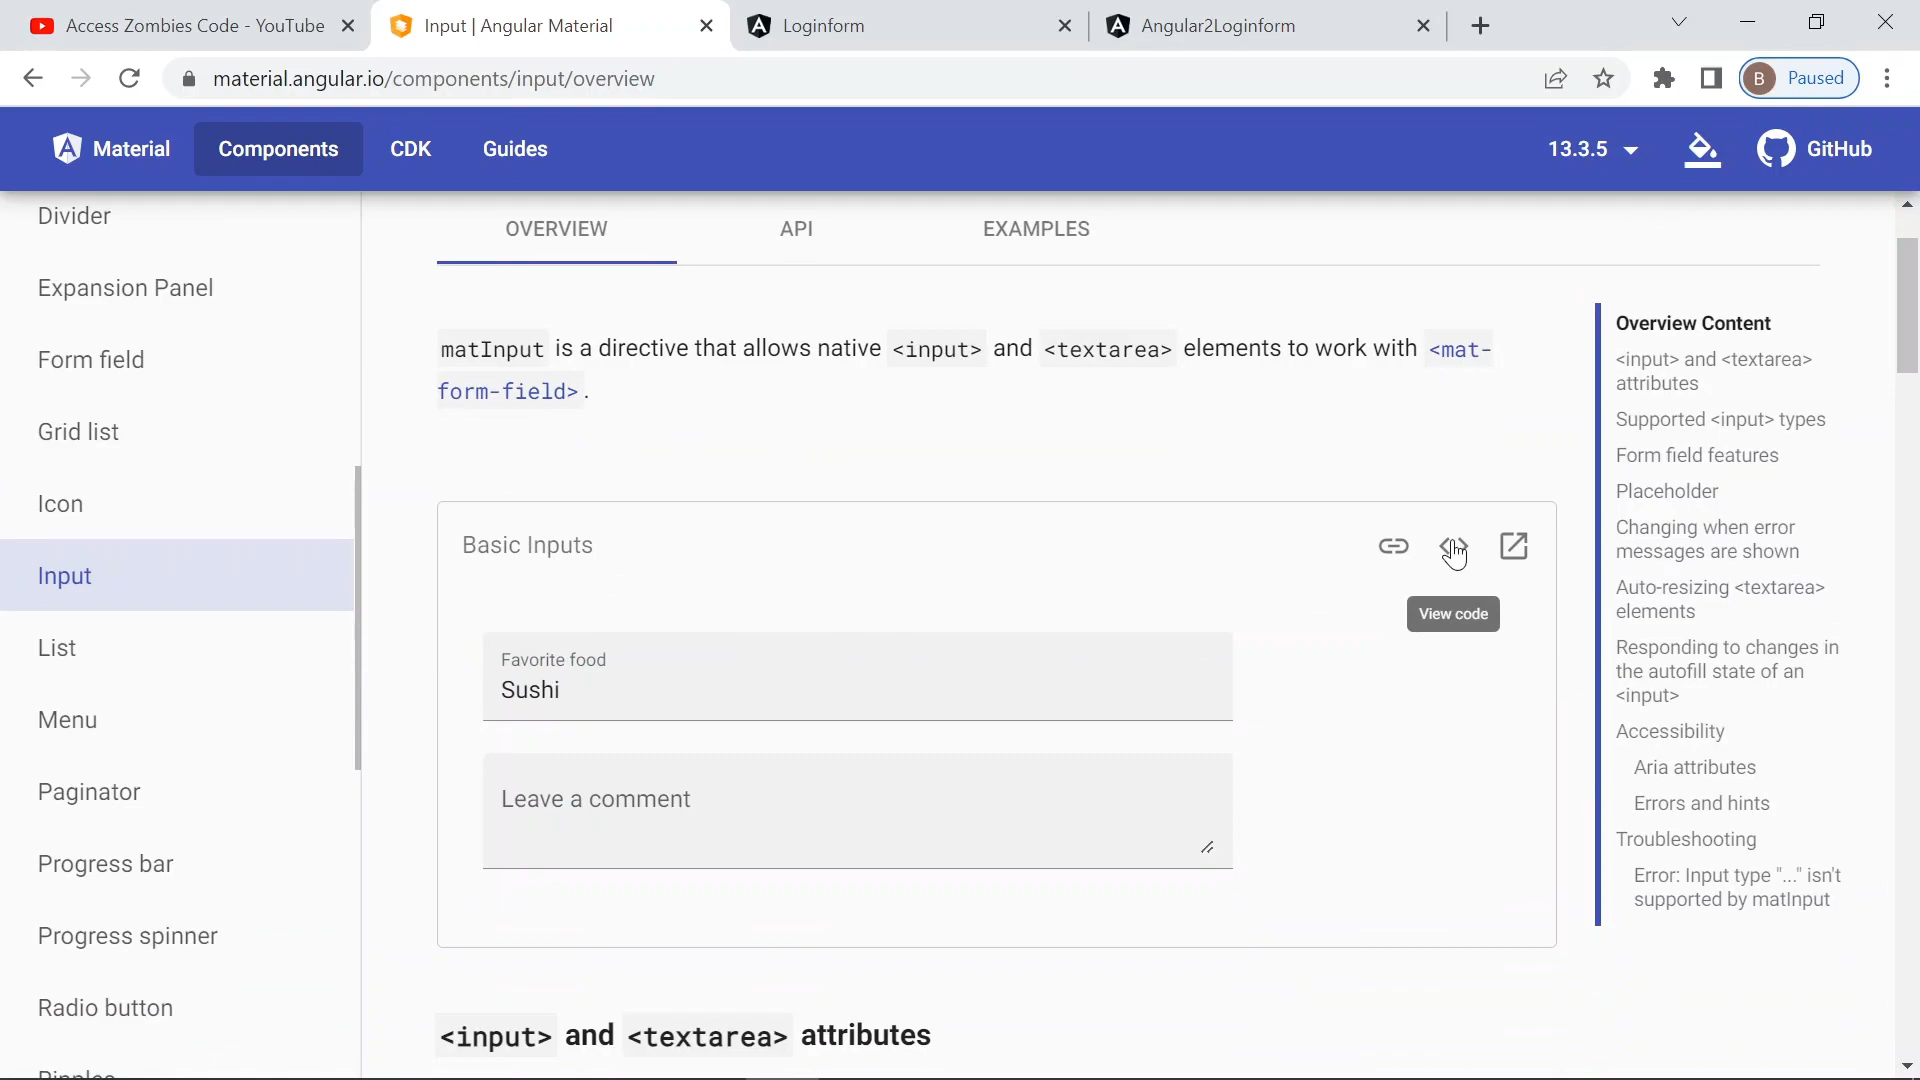 Access Zombies Code - YouTube
Input | Angular Material
Loginform
Angular2Loginform
material.angular.io/components/input/overview
B Paused
Material
Components
CDK
Guides
13.3.5
GitHub
Divider
Expansion Panel
Form field
Grid list
Icon
Input
List
Menu
Paginator
Progress bar
Progress spinner
Radio button
Ripples
OVERVIEW
API
EXAMPLES
matInput is a directive that allows native <input> and <textarea> elements to work with <mat-
form-field> .
Basic Inputs
View code
Favorite food
Sushi
Leave a comment
<input> and <textarea> attributes
Overview Content
<input> and <textarea>
attributes
Supported <input> types
Form field features
Placeholder
Changing when error
messages are shown
Auto-resizing <textarea>
elements
Responding to changes in
the autofill state of an
<input>
Accessibility
Aria attributes
Errors and hints
Troubleshooting
Error: Input type "..." isn't
supported by matInput